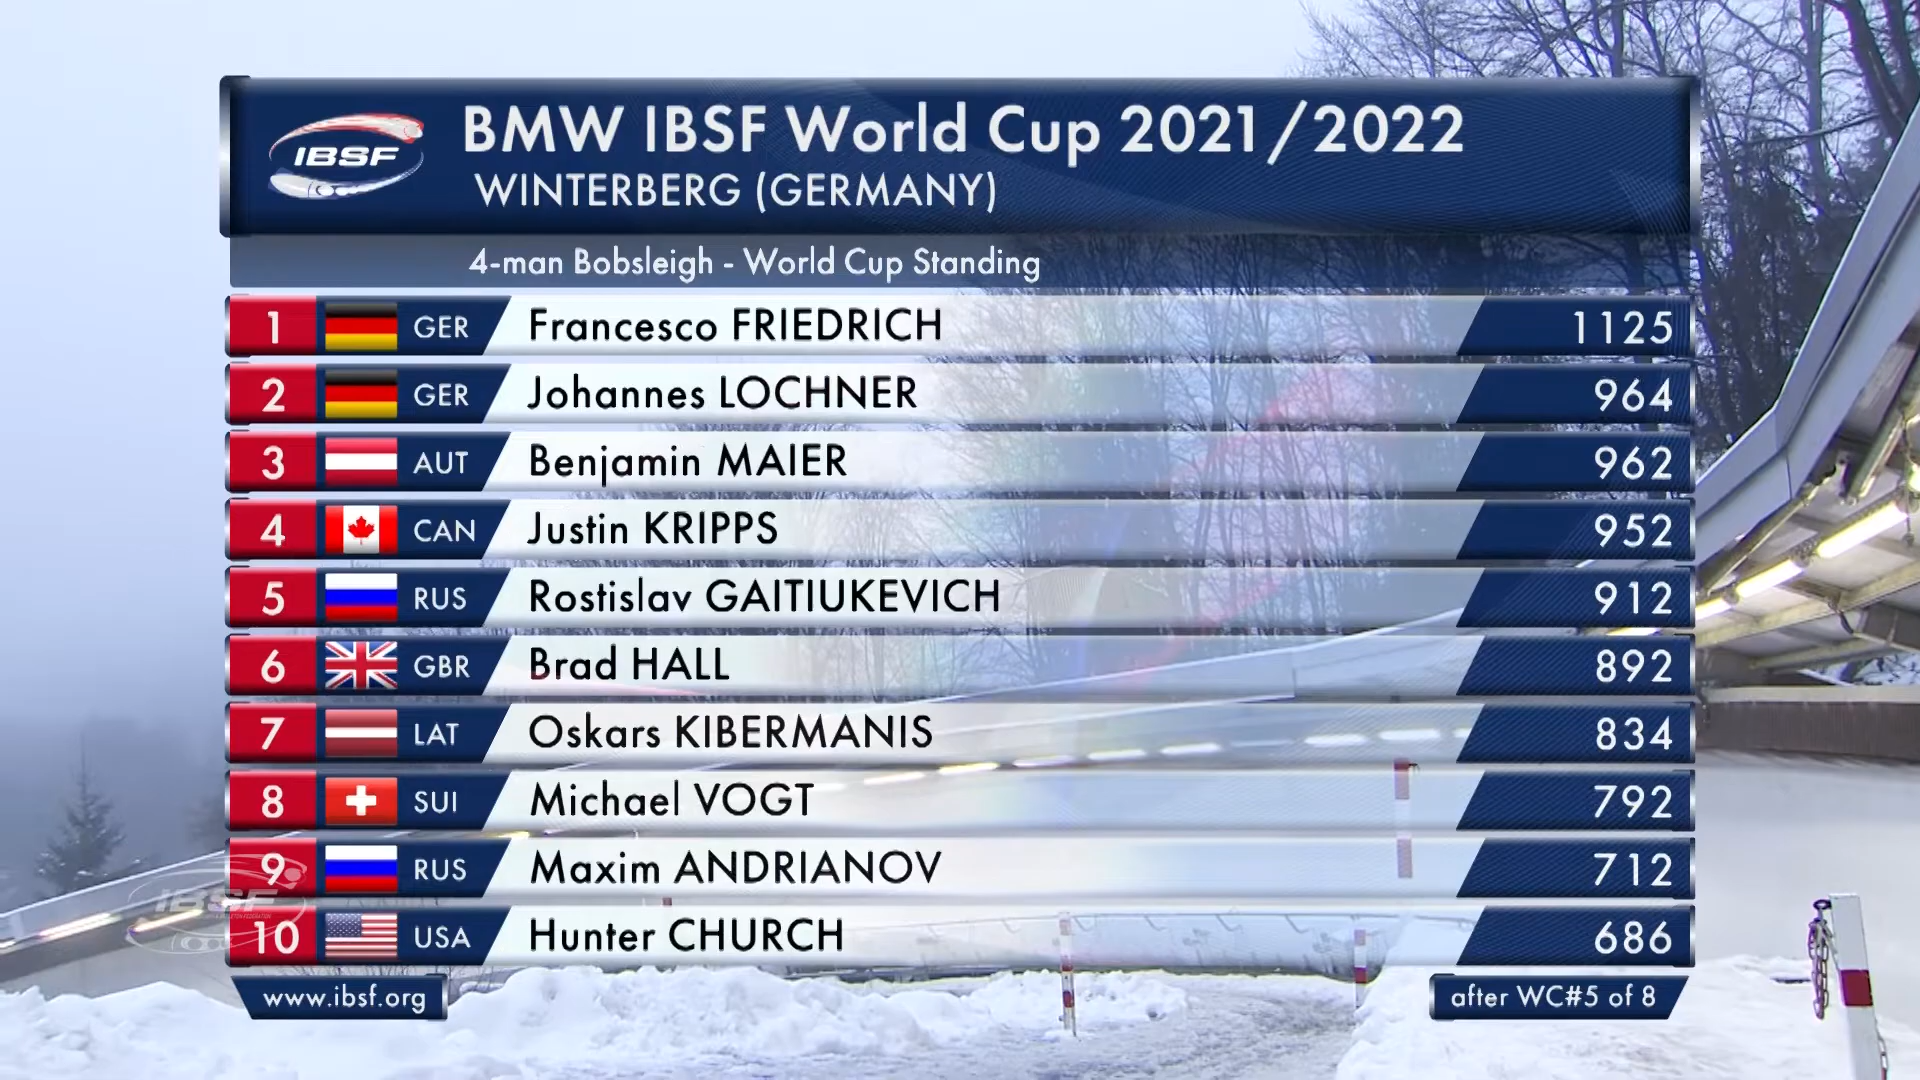 IBSF
BMW IBSF World Cup 2021/2022
WINTERBERG (GERMANY)
4-man Bobsleigh - World Cup Standing
1 GER Francesco FRIEDRICH 1125
2 GER Johannes LOCHNER 964
3 AUT Benjamin MAIER 962
4 CAN Justin KRIPPS 952
5 RUS Rostislav GAITIUKEVICH 912
6 GBR Brad HALL 892
7 LAT Oskars KIBERMANIS 834
8 SUI Michael VOGT 792
9 RUS Maxim ANDRIANOV 712
IBSF
10 USA Hunter CHURCH 686
www.ibsf.org
after WC#5 of 8